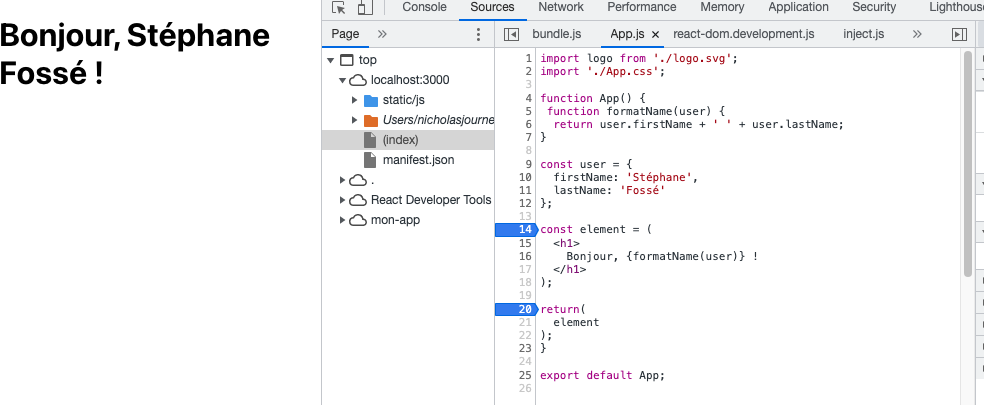 Bonjour, Stéphane
Fossé !
Console Sources Network Performance Memory Application Security
Page » bundle.js App.js × react-dom.development.js inject.js »
top
localhost:3000
static/js
(index)
manifest.json
.
React Developer Tools
mon-app
1 import logo from './logo.svg';
2 import './App.css';
3
4 function App() {
5 function formatName(user) {
6 return user.firstName + ' ' + user.lastName;
7 }
8
9 const user = {
10 firstName: 'Stéphane',
11 lastName: 'Fossé'
12 };
13
14 const element = (
15 <h1>
16 Bonjour, {formatName(user)} !
17 </h1>
18 );
19
20 return(
21 element
22 );
23 }
24
25 export default App;
26